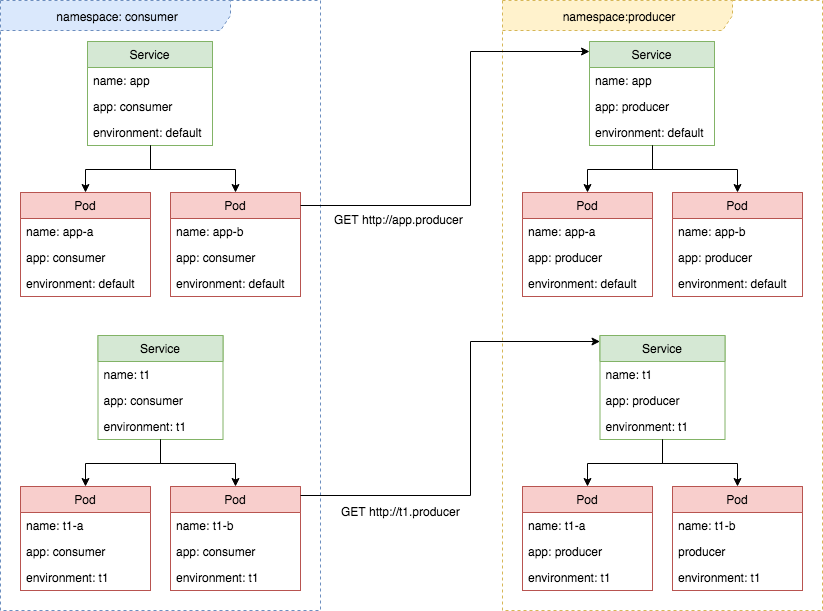 namespace: consumer
Service
name: app
app: consumer
environment: default
Pod
name: app-a
app: consumer
environment: default
Pod
name: app-b
app: consumer
environment: default
Service
name: t1
app: consumer
environment: t1
Pod
name: t1-a
app: consumer
environment: t1
Pod
name: t1-b
app: consumer
environment: t1
GET http://app.producer
GET http://t1.producer
namespace:producer
Service
name: app
app: producer
environment: default
Pod
name: app-a
app: producer
environment: default
Pod
name: app-b
app: producer
environment: default
Service
name: t1
app: producer
environment: t1
Pod
name: t1-a
app: producer
environment: t1
Pod
name: t1-b
producer
environment: t1